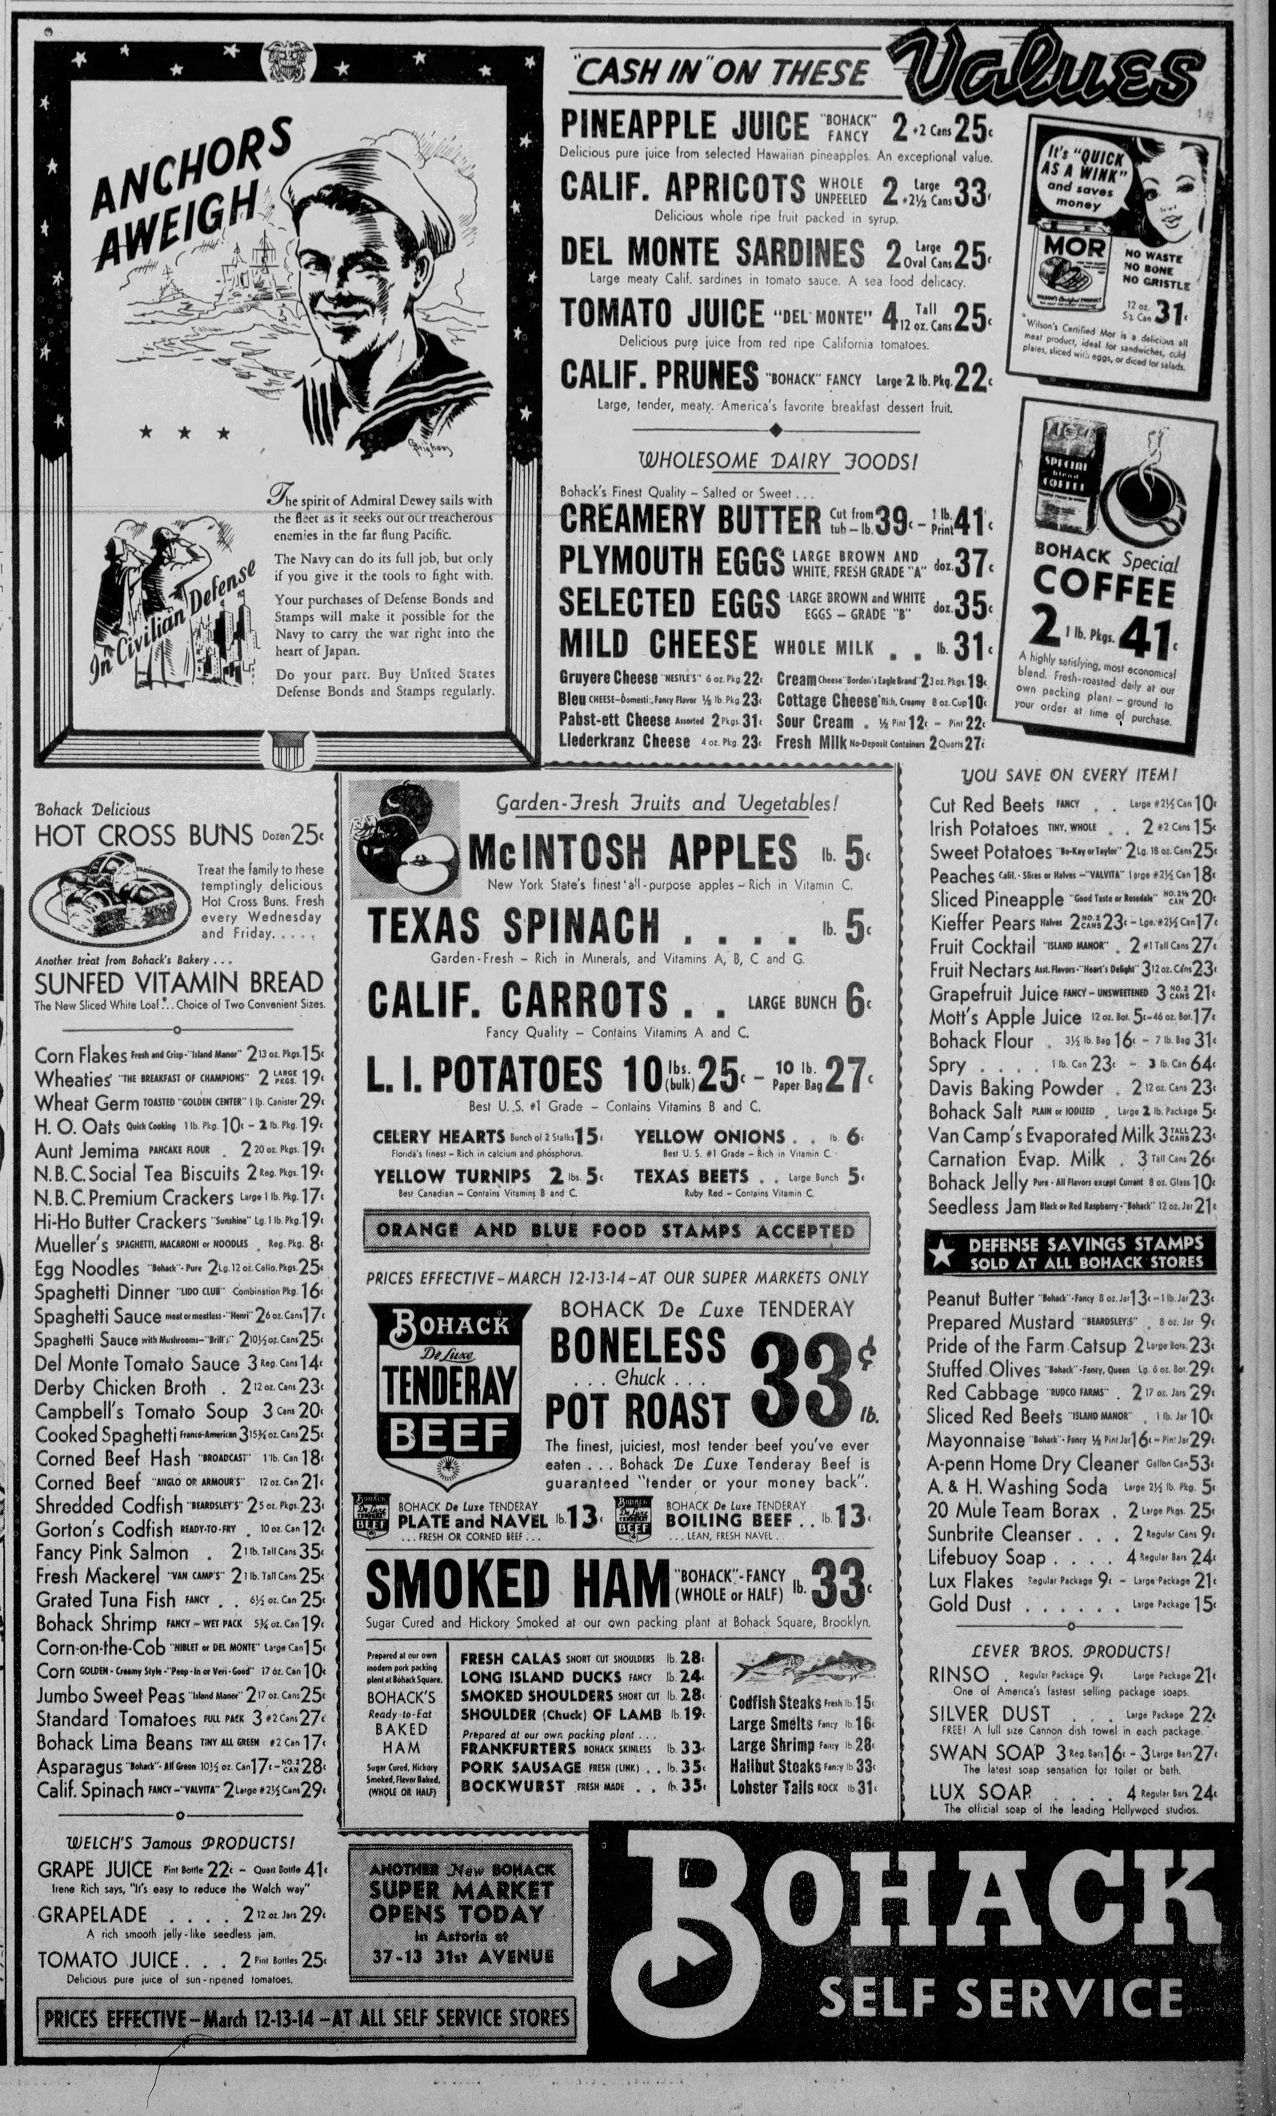 ANCHORS
AWEIGH
The spirit of Admiral Dewey sails with
the fleet as it seeks out our treacherous
enemies in the far flung Pacific.
The Navy can do its full job, but only
if you give it the tools to fight with.
Your purchases of Defense Bonds and
Stamps will make it possible for the
Navy to carry the war right into the
heart of Japan.
Do your part. Buy United States
Defense Bonds and Stamps regularly.
In Civilian Defense
"CASH IN" ON THESE Values
PINEAPPLE JUICE "BOHACK" FANCY 2 #2 Cans 25¢
Delicious pure juice from selected Hawaiian pineapples. An exceptional value.
CALIF. APRICOTS WHOLE UNPEELED 2 Large #2½ Cans 33¢
Delicious whole ripe fruit packed in syrup.
DEL MONTE SARDINES 2 Large Oval Cans 25¢
Large meaty Calif. sardines in tomato sauce. A sea food delicacy.
TOMATO JUICE "DEL MONTE" 4 Tall 12 oz. Cans 25¢
Delicious pure juice from red ripe California tomatoes.
CALIF. PRUNES "BOHACK" FANCY Large 2 lb. Pkg. 22¢
Large, tender, meaty. America's favorite breakfast dessert fruit.
It's "QUICK
AS A WINK"
and saves
money
MOR
NO WASTE
NO BONE
NO GRISTLE
12 oz.
Sq. Can 31¢
Wilson's Certified Mor is a delicious all
meat product, ideal for sandwiches, cold
plates, sliced with eggs, or diced for salads.
WHOLESOME DAIRY FOODS!
Bohack's Finest Quality – Salted or Sweet . . .
CREAMERY BUTTER Cut from tub – lb. 39¢ – 1 lb. Print 41¢
PLYMOUTH EGGS LARGE BROWN AND WHITE, FRESH GRADE "A" doz. 37¢
SELECTED EGGS LARGE BROWN and WHITE EGGS – GRADE "B" doz. 35¢
MILD CHEESE WHOLE MILK . . lb. 31¢
Gruyere Cheese "NESTLE'S" 6 oz. Pkg 22¢
Bleu CHEESE–Domestic, Fancy Flavor ½ lb. Pkg 23¢
Pabst-ett Cheese Assorted 2 Pkgs. 31¢
Liederkranz Cheese 4 oz. Pkg. 23¢
Cream Cheese "Borden's Eagle Brand" 2 3 oz. Pkgs. 19¢
Cottage Cheese Rich, Creamy 8 oz. Cup 10¢
Sour Cream . ½ Pint 12¢ – Pint 22¢
Fresh Milk No-Deposit Containers 2 Quarts 27¢
SPECIAL
blend
COFFEE
BOHACK Special
COFFEE
2 1 lb. Pkgs. 41¢
A highly satisfying, most economical
blend. Fresh-roasted daily at our
own packing plant – ground to
your order at time of purchase.
Bohack Delicious
HOT CROSS BUNS Dozen 25¢
Treat the family to these
temptingly delicious
Hot Cross Buns. Fresh
every Wednesday
and Friday. . . . .
Another treat from Bohack's Bakery . . .
SUNFED VITAMIN BREAD
The New Sliced White Loaf . . . Choice of Two Convenient Sizes.
Corn Flakes Fresh and Crisp-"Island Manor" 2 13 oz. Pkgs. 15¢
Wheaties "THE BREAKFAST OF CHAMPIONS" 2 LARGE PKGS. 19¢
Wheat Germ TOASTED "GOLDEN CENTER" 1 lb. Canister 29¢
H. O. Oats Quick Cooking 1 lb. Pkg. 10¢ – 2 lb. Pkg. 19¢
Aunt Jemima PANCAKE FLOUR . 2 20 oz. Pkgs. 19¢
N.B.C. Social Tea Biscuits 2 Reg. Pkgs. 19¢
N.B.C. Premium Crackers Large 1 lb. Pkg. 17¢
Hi-Ho Butter Crackers "Sunshine" Lg. 1 lb. Pkg. 19¢
Mueller's SPAGHETTI, MACARONI or NOODLES . Reg. Pkg. 8¢
Egg Noodles "Bohack"- Pure 2 Lg. 12 oz. Cello. Pkgs. 25¢
Spaghetti Dinner "LIDO CLUB" Combination Pkg. 16¢
Spaghetti Sauce meat or meatless-"Henri" 2 6 oz. Cans 17¢
Spaghetti Sauce with Mushrooms–"Brill's" 2 10½ oz. Cans 25¢
Del Monte Tomato Sauce 3 Reg. Cans 14¢
Derby Chicken Broth . 2 12 oz. Cans 23¢
Campbell's Tomato Soup 3 Cans 20¢
Cooked Spaghetti Franco-American 3 15¾ oz. Cans 25¢
Corned Beef Hash "BROADCAST" 1 lb. Can 18¢
Corned Beef "ANGLO OR ARMOUR'S" 12 oz. Can 21¢
Shredded Codfish "BEARDSLEY'S" 2 5 oz. Pkgs. 23¢
Gorton's Codfish READY-TO-FRY . 10 oz. Can 12¢
Fancy Pink Salmon . 2 1 lb. Tall Cans 35¢
Fresh Mackerel "VAN CAMP'S" 2 1 lb. Tall Cans 25¢
Grated Tuna Fish FANCY . . 6½ oz. Can 25¢
Bohack Shrimp FANCY – WET PACK 5¾ oz. Can 19¢
Corn-on-the-Cob "NIBLET or DEL MONTE" Large Can 15¢
Corn GOLDEN - Creamy Style -"Peep-In or Veri-Good" 17 oz. Can 10¢
Jumbo Sweet Peas "Island Manor" 2 17 oz. Cans 25¢
Standard Tomatoes FULL PACK 3 #2 Cans 27¢
Bohack Lima Beans TINY ALL GREEN #2 Can 17¢
Asparagus "Bohack"- All Green 10½ oz. Can 17¢ – NO. 2 CAN 28¢
Calif. Spinach FANCY –"VALVITA" 2 Large #2½ Cans 29¢
WELCH'S Famous PRODUCTS!
GRAPE JUICE Pint Bottle 22¢ – Quart Bottle 41¢
Irene Rich says, "It's easy to reduce the Welch way"
GRAPELADE . . . . 2 12 oz. Jars 29¢
A rich smooth jelly-like seedless jam.
TOMATO JUICE . . . 2 Pint Bottles 25¢
Delicious pure juice of sun-ripened tomatoes.
PRICES EFFECTIVE – March 12-13-14 – AT ALL SELF SERVICE STORES
Garden-Fresh Fruits and Vegetables!
McINTOSH APPLES lb. 5¢
New York State's finest all-purpose apples – Rich in Vitamin C.
TEXAS SPINACH . . . . lb. 5¢
Garden-Fresh – Rich in Minerals, and Vitamins A, B, C and G.
CALIF. CARROTS . . LARGE BUNCH 6¢
Fancy Quality – Contains Vitamins A and C.
L. I. POTATOES 10 lbs. (bulk) 25¢ – 10 lb. Paper Bag 27¢
Best U. S. #1 Grade – Contains Vitamins B and C.
CELERY HEARTS Bunch of 2 Stalks 15¢
Florida's finest – Rich in calcium and phosphorus.
YELLOW ONIONS . . lb. 6¢
Best U. S. #1 Grade – Rich in Vitamin C.
YELLOW TURNIPS 2 lbs. 5¢
Best Canadian – Contains Vitamins B and C.
TEXAS BEETS . . Large Bunch 5¢
Ruby Red – Contains Vitamin C.
ORANGE AND BLUE FOOD STAMPS ACCEPTED
PRICES EFFECTIVE–MARCH 12-13-14–AT OUR SUPER MARKETS ONLY
BOHACK
De Luxe
TENDERAY
BEEF
BOHACK De Luxe TENDERAY
BONELESS
. . . Chuck . . .
POT ROAST 33¢ lb.
The finest, juiciest, most tender beef you've ever
eaten . . . Bohack De Luxe Tenderay Beef is
guaranteed "tender or your money back".
BOHACK De Luxe TENDERAY
PLATE and NAVEL lb. 13¢
. . . FRESH OR CORNED BEEF . . .
BOHACK De Luxe TENDERAY
BOILING BEEF . . lb. 13¢
. . . LEAN, FRESH NAVEL . . .
SMOKED HAM "BOHACK"-FANCY (WHOLE or HALF) lb. 33¢
Sugar Cured and Hickory Smoked at our own packing plant at Bohack Square, Brooklyn.
Prepared at our own
modern pork packing
plant at Bohack Square.
BOHACK'S
Ready-to-Eat
BAKED
HAM
Sugar Cured, Hickory
Smoked, Flavor Baked,
(WHOLE OR HALF)
FRESH CALAS SHORT CUT SHOULDERS lb. 28¢
LONG ISLAND DUCKS FANCY lb. 24¢
SMOKED SHOULDERS SHORT CUT lb. 28¢
SHOULDER (Chuck) OF LAMB lb. 19¢
Prepared at our own packing plant . . .
FRANKFURTERS BOHACK SKINLESS lb. 33¢
PORK SAUSAGE FRESH (LINK) . . lb. 35¢
BOCKWURST FRESH MADE . . lb. 35¢
Codfish Steaks Fresh lb. 15¢
Large Smelts Fancy lb. 16¢
Large Shrimp Fancy lb. 28¢
Halibut Steaks Fancy lb. 33¢
Lobster Tails ROCK lb. 31¢
ANOTHER New BOHACK
SUPER MARKET
OPENS TODAY
in Astoria at
37-13 31st AVENUE
YOU SAVE ON EVERY ITEM!
Cut Red Beets FANCY . . Large #2½ Can 10¢
Irish Potatoes TINY, WHOLE . . 2 #2 Cans 15¢
Sweet Potatoes "Bo-Kay or Taylor" 2 Lg. 18 oz. Cans 25¢
Peaches Calif. - Slices or Halves –"VALVITA" Large #2½ Can 18¢
Sliced Pineapple "Good Taste or Rosedale" NO. 2½ CAN 20¢
Kieffer Pears Halves 2 NO. 2 CANS 23¢ – Lge. #2½ Can 17¢
Fruit Cocktail "ISLAND MANOR" . 2 #1 Tall Cans 27¢
Fruit Nectars Asst. Flavors-"Heart's Delight" 3 12 oz. Cans 23¢
Grapefruit Juice FANCY – UNSWEETENED 3 NO. 2 CANS 21¢
Mott's Apple Juice 12 oz. Bot. 5¢–46 oz. Bot. 17¢
Bohack Flour . 3½ lb. Bag 16¢ – 7 lb. Bag 31¢
Spry . . . . 1 lb. Can 23¢ – 3 lb. Can 64¢
Davis Baking Powder . 2 12 oz. Cans 23¢
Bohack Salt PLAIN or IODIZED . Large 2 lb. Package 5¢
Van Camp's Evaporated Milk 3 TALL CANS 23¢
Carnation Evap. Milk . 3 Tall Cans 26¢
Bohack Jelly Pure - All Flavors except Currant 8 oz. Glass 10¢
Seedless Jam Black or Red Raspberry-"Bohack" 12 oz. Jar 21¢
DEFENSE SAVINGS STAMPS
SOLD AT ALL BOHACK STORES
Peanut Butter "Bohack"-Fancy 8 oz. Jar 13¢–1 lb. Jar 23¢
Prepared Mustard "BEARDSLEY'S" . 8 oz. Jar 9¢
Pride of the Farm Catsup 2 Large Bots. 23¢
Stuffed Olives "Bohack"-Fancy, Queen Lg. 6 oz. Bot. 29¢
Red Cabbage "RUDCO FARMS" . 2 17 oz. Jars 29¢
Sliced Red Beets "ISLAND MANOR" . 1 lb. Jar 10¢
Mayonnaise "Bohack"- Fancy ½ Pint Jar 16¢ – Pint Jar 29¢
A-penn Home Dry Cleaner Gallon Can 53¢
A. & H. Washing Soda Large 2½ lb. Pkg. 5¢
20 Mule Team Borax . 2 Large Pkgs. 25¢
Sunbrite Cleanser . . . 2 Regular Cans 9¢
Lifebuoy Soap . . . . 4 Regular Bars 24¢
Lux Flakes Regular Package 9¢ – Large Package 21¢
Gold Dust . . . . . . Large Package 15¢
LEVER BROS. PRODUCTS!
RINSO . Regular Package 9¢ Large Package 21¢
One of America's fastest selling package soaps.
SILVER DUST . . . Large Package 22¢
FREE! A full size Cannon dish towel in each package.
SWAN SOAP 3 Reg. Bars 16¢ – 3 Large Bars 27¢
The latest soap sensation for toilet or bath.
LUX SOAP . . . . 4 Regular Bars 24¢
The official soap of the leading Hollywood studios.
BOHACK
SELF SERVICE